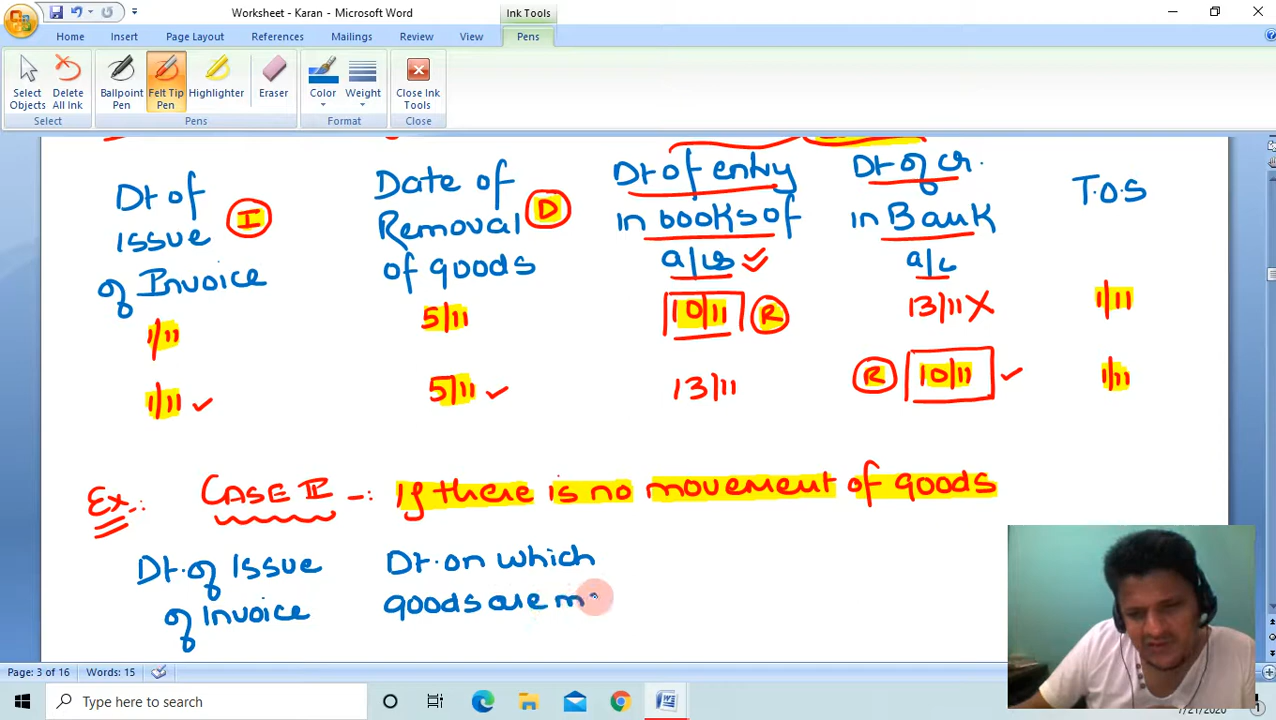 Worksheet - Karan - Microsoft Word
Ink Tools
Home Insert Page Layout References Mailings Review View Pens
Select Objects
Delete All Ink
Ballpoint Pen
Felt Tip Pen
Highlighter
Eraser
Color
Weight
Close Ink Tools
Select Pens Format Close
Dt of issue of Invoice I
Date of Removal of goods D
Dt of entry in books of a/cs
Dt of cr. in Bank a/c
T.O.S
1/11 5/11 10/11 R 13/11 X 1/11
1/11 5/11 13/11 R 10/11 1/11
Ex.: CASE II -: If there is no movement of goods
Dt. of Issue of Invoice
Dt. on which goods are m
Page: 3 of 16 Words: 15
Type here to search
7/21/2020